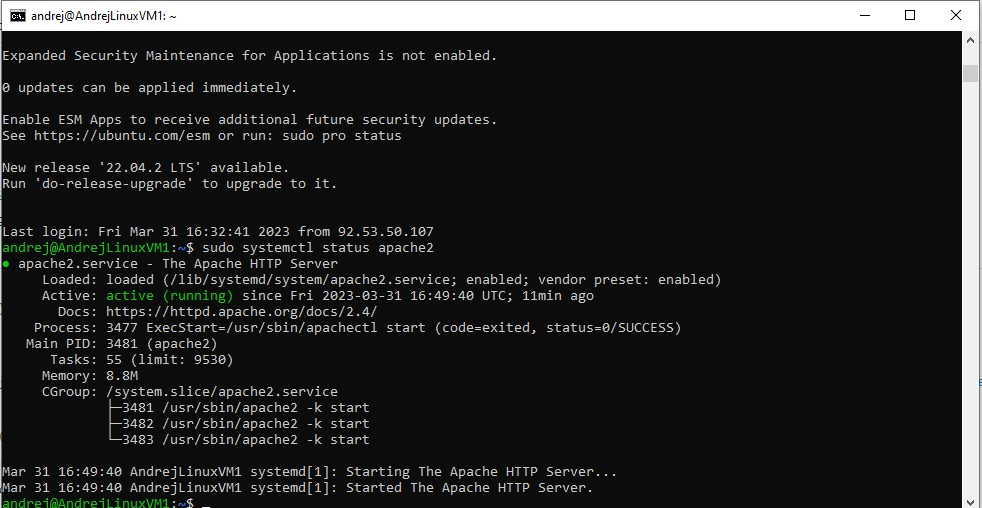 andrej@AndrejLinuxVM1: ~
Expanded Security Maintenance for Applications is not enabled.
0 updates can be applied immediately.
Enable ESM Apps to receive additional future security updates.
See https://ubuntu.com/esm or run: sudo pro status
New release '22.04.2 LTS' available.
Run 'do-release-upgrade' to upgrade to it.
Last login: Fri Mar 31 16:32:41 2023 from 92.53.50.107
andrej@AndrejLinuxVM1:~$ sudo systemctl status apache2
● apache2.service - The Apache HTTP Server
Loaded: loaded (/lib/systemd/system/apache2.service; enabled; vendor preset: enabled)
Active: active (running) since Fri 2023-03-31 16:49:40 UTC; 11min ago
Docs: https://httpd.apache.org/docs/2.4/
Process: 3477 ExecStart=/usr/sbin/apachectl start (code=exited, status=0/SUCCESS)
Main PID: 3481 (apache2)
Tasks: 55 (limit: 9530)
Memory: 8.8M
CGroup: /system.slice/apache2.service
├─3481 /usr/sbin/apache2 -k start
├─3482 /usr/sbin/apache2 -k start
└─3483 /usr/sbin/apache2 -k start
Mar 31 16:49:40 AndrejLinuxVM1 systemd[1]: Starting The Apache HTTP Server...
Mar 31 16:49:40 AndrejLinuxVM1 systemd[1]: Started The Apache HTTP Server.
andrej@AndrejLinuxVM1:~$ _